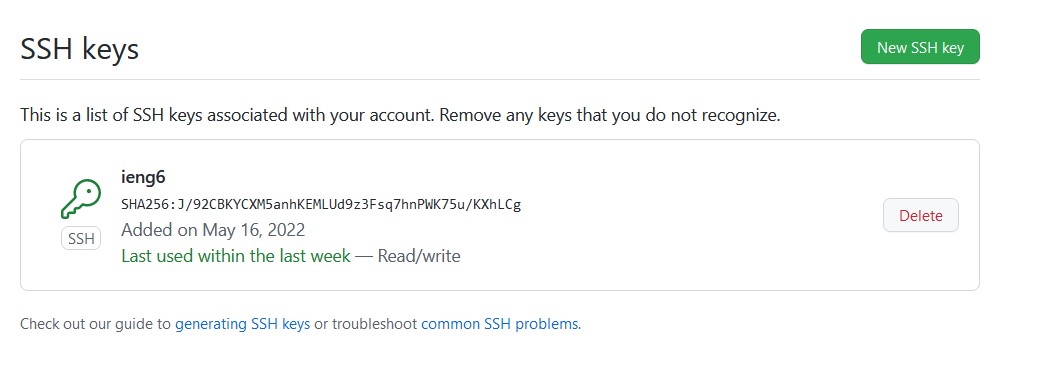 SSH keys
New SSH key
This is a list of SSH keys associated with your account. Remove any keys that you do not recognize.
ieng6
SHA256:J/92CBKYCXM5anhKEMLUd9z3Fsq7hnPWK75u/KXhLCg
SSH
Added on May 16, 2022
Delete
Last used within the last week — Read/write
Check out our guide to generating SSH keys or troubleshoot common SSH problems.